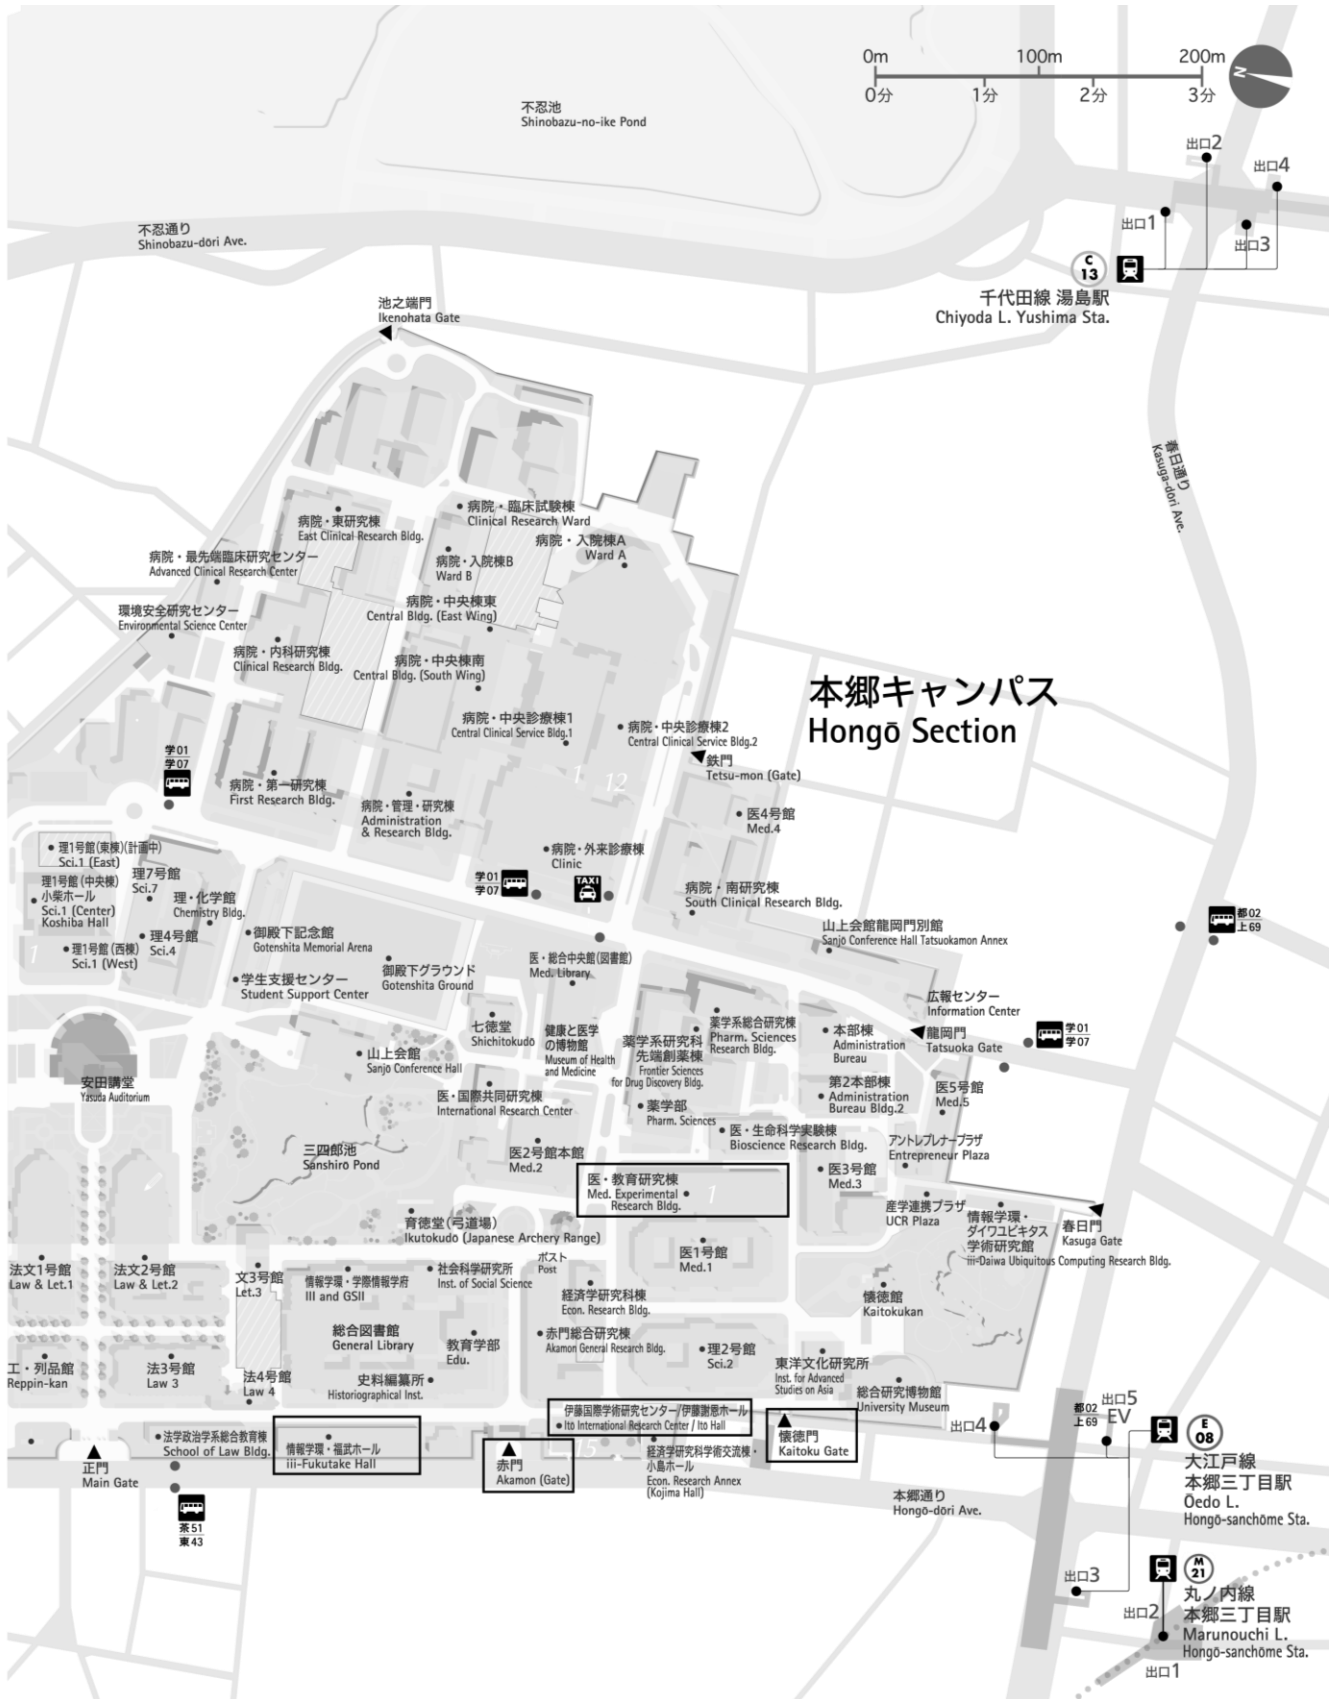 0m
100m
200m
0分
1分
2分
3分
N
不忍池
Shinobazu-no-ike Pond
出口2
出口4
出口1
出口3
不忍通り
Shinobazu-dōri Ave.
C
13
千代田線 湯島駅
Chiyoda L. Yushima Sta.
池之端門
Ikenohata Gate
春日通り
Kasuga-dōri Ave.
病院・東研究棟
East Clinical Research Bldg.
病院・臨床試験棟
Clinical Research Ward
病院・入院棟A
Ward A
病院・最先端臨床研究センター
Advanced Clinical Research Center
病院・入院棟B
Ward B
環境安全研究センター
Environmental Science Center
病院・中央棟東
Central Bldg. (East Wing)
病院・内科研究棟
Clinical Research Bldg.
病院・中央棟南
Central Bldg. (South Wing)
本郷キャンパス
Hongō Section
病院・中央診療棟1
Central Clinical Service Bldg.1
病院・中央診療棟2
Central Clinical Service Bldg.2
鉄門
Tetsu-mon (Gate)
学01
学07
病院・第一研究棟
First Research Bldg.
病院・管理・研究棟
Administration
& Research Bldg.
1
12
医4号館
Med.4
理1号館(東棟)(計画中)
Sci.1 (East)
理7号館
Sci.7
病院・外来診療棟
Clinic
理1号館(中央棟)
小柴ホール
Sci.1 (Center)
Koshiba Hall
理・化学館
Chemistry Bldg.
学01
学07
TAXI
病院・南研究棟
South Clinical Research Bldg.
都02
上69
理4号館
Sci.4
理1号館(西棟)
Sci.1 (West)
1
御殿下記念館
Gotenshita Memorial Arena
山上会館龍岡門別館
Sanjō Conference Hall Tatsuokamon Annex
学生支援センター
Student Support Center
御殿下グラウンド
Gotenshita Ground
医・総合中央館(図書館)
Med. Library
広報センター
Information Center
七徳堂
Shichitokudō
健康と医学
の博物館
Museum of Health
and Medicine
薬学系総合研究棟
Pharm. Sciences
Research Bldg.
薬学系研究科
先端創薬棟
Frontier Sciences
for Drug Discovery Bldg.
本部棟
Administration
Bureau
龍岡門
Tatsuoka Gate
学01
学07
安田講堂
Yasuda Auditorium
山上会館
Sanjō Conference Hall
医・国際共同研究棟
International Research Center
薬学部
Pharm. Sciences
第2本部棟
Administration
Bureau Bldg.2
医5号館
Med.5
三四郎池
Sanshirō Pond
医2号館本館
Med.2
医・生命科学実験棟
Bioscience Research Bldg.
アントレプレナープラザ
Entrepreneur Plaza
医・教育研究棟
Med. Experimental
Research Bldg.
1
医3号館
Med.3
産学連携プラザ
UCR Plaza
情報学環・
ダイワユビキタス
学術研究館
iii-Daiwa Ubiquitous Computing Research Bldg.
春日門
Kasuga Gate
育徳堂(弓道場)
Ikutokudō (Japanese Archery Range)
ポスト
Post
医1号館
Med.1
法文1号館
Law & Let.1
法文2号館
Law & Let.2
文3号館
Let.3
情報学環・学際情報学府
III and GSII
社会科学研究所
Inst. of Social Science
経済学研究科棟
Econ. Research Bldg.
懐徳館
Kaitokukan
総合図書館
General Library
教育学部
Edu.
赤門総合研究棟
Akamon General Research Bldg.
理2号館
Sci.2
東洋文化研究所
Inst. for Advanced
Studies on Asia
工・列品館
Reppin-kan
法3号館
Law 3
法4号館
Law 4
史料編纂所
Historiographical Inst.
総合研究博物館
University Museum
伊藤国際学術研究センター/伊藤謝恩ホール
Itō International Research Center / Itō Hall
15
懐徳門
Kaitoku Gate
出口4
都02
上69
出口5
EV
E
08
大江戸線
本郷三丁目駅
Ōedo L.
Hongō-sanchōme Sta.
正門
Main Gate
法学政治学系総合教育棟
School of Law Bldg.
情報学環・福武ホール
iii-Fukutake Hall
赤門
Akamon (Gate)
経済学研究科学術交流棟・
小島ホール
Econ. Research Annex
(Kojima Hall)
本郷通り
Hongō-dōri Ave.
茶51
東43
出口3
M
21
丸ノ内線
本郷三丁目駅
Marunouchi L.
Hongō-sanchōme Sta.
出口2
出口1